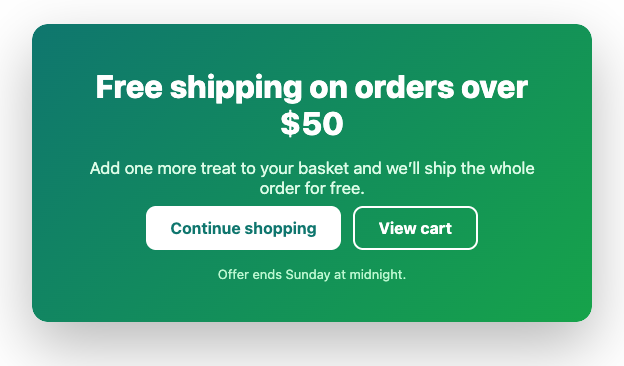 Free shipping on orders over
$50
Add one more treat to your basket and we’ll ship the whole
order for free.
Continue shopping
View cart
Offer ends Sunday at midnight.